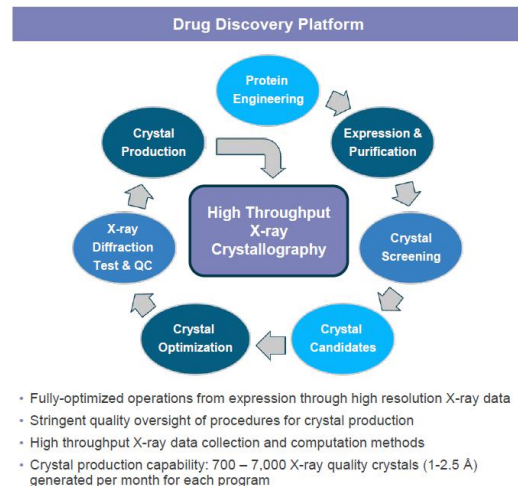 Drug Discovery Platform
Protein
Engineering
Expression &
Purification
Crystal
Screening
Crystal
Candidates
Crystal
Optimization
X-ray
Diffraction
Test & QC
Crystal
Production
High Throughput
X-ray
Crystallography
• Fully-optimized operations from expression through high resolution X-ray data
• Stringent quality oversight of procedures for crystal production
• High throughput X-ray data collection and computation methods
• Crystal production capability: 700 – 7,000 X-ray quality crystals (1-2.5 Å)
generated per month for each program